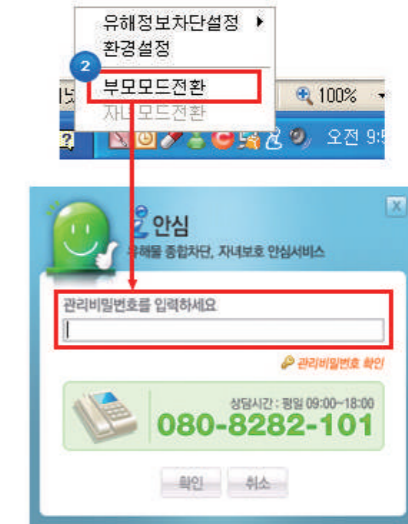 유해정보차단설정
환경설정
2
부모모드전환
자녀모드전환
100%
오전 9:5
안심
유해물 종합차단, 자녀보호 안심서비스
관리비밀번호를 입력하세요
관리비밀번호 확인
상담시간 : 평일 09:00~18:00
080-8282-101
확인
취소